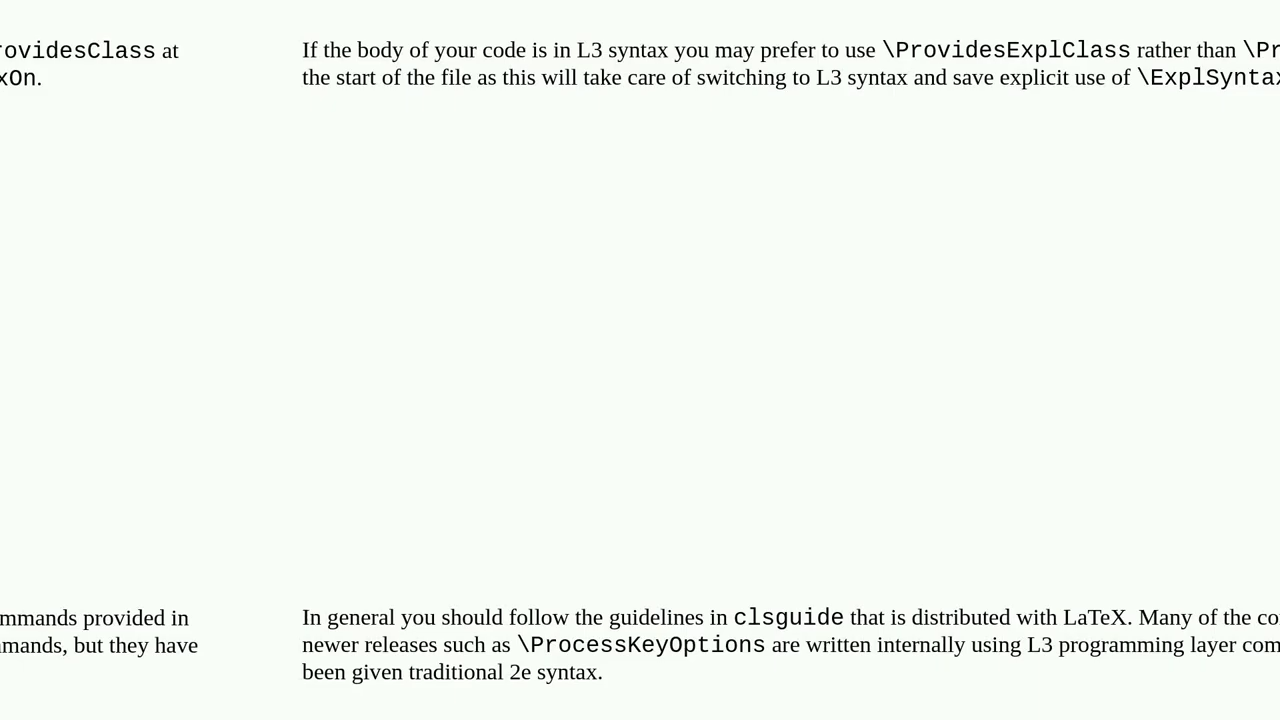 ovidesClass at
xOn.
If the body of your code is in L3 syntax you may prefer to use \ProvidesExplClass rather than \Pr
the start of the file as this will take care of switching to L3 syntax and save explicit use of \ExplSyntax
mmands provided in
mands, but they have
In general you should follow the guidelines in clsguide that is distributed with LaTeX. Many of the co
newer releases such as \ProcessKeyOptions are written internally using L3 programming layer com
been given traditional 2e syntax.